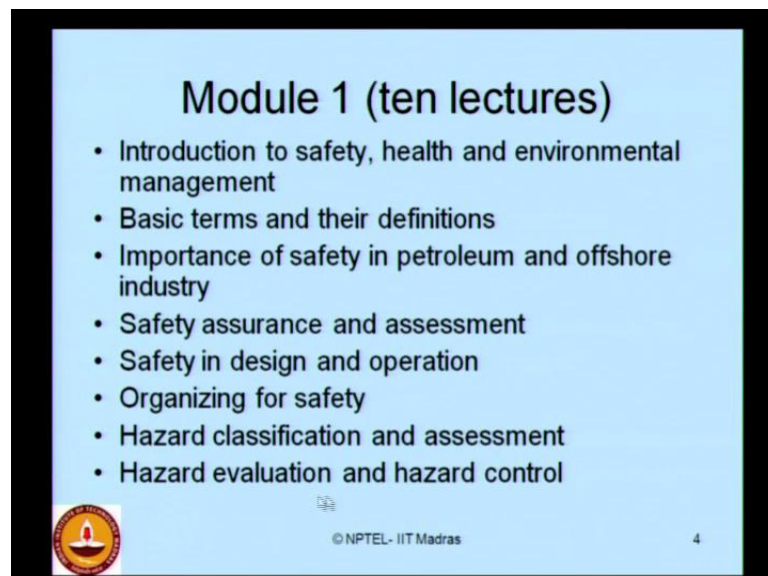 Module 1 (ten lectures)
• Introduction to safety, health and environmental
management
• Basic terms and their definitions
• Importance of safety in petroleum and offshore
industry
• Safety assurance and assessment
• Safety in design and operation
• Organizing for safety
• Hazard classification and assessment
• Hazard evaluation and hazard control
© NPTEL- IIT Madras
4